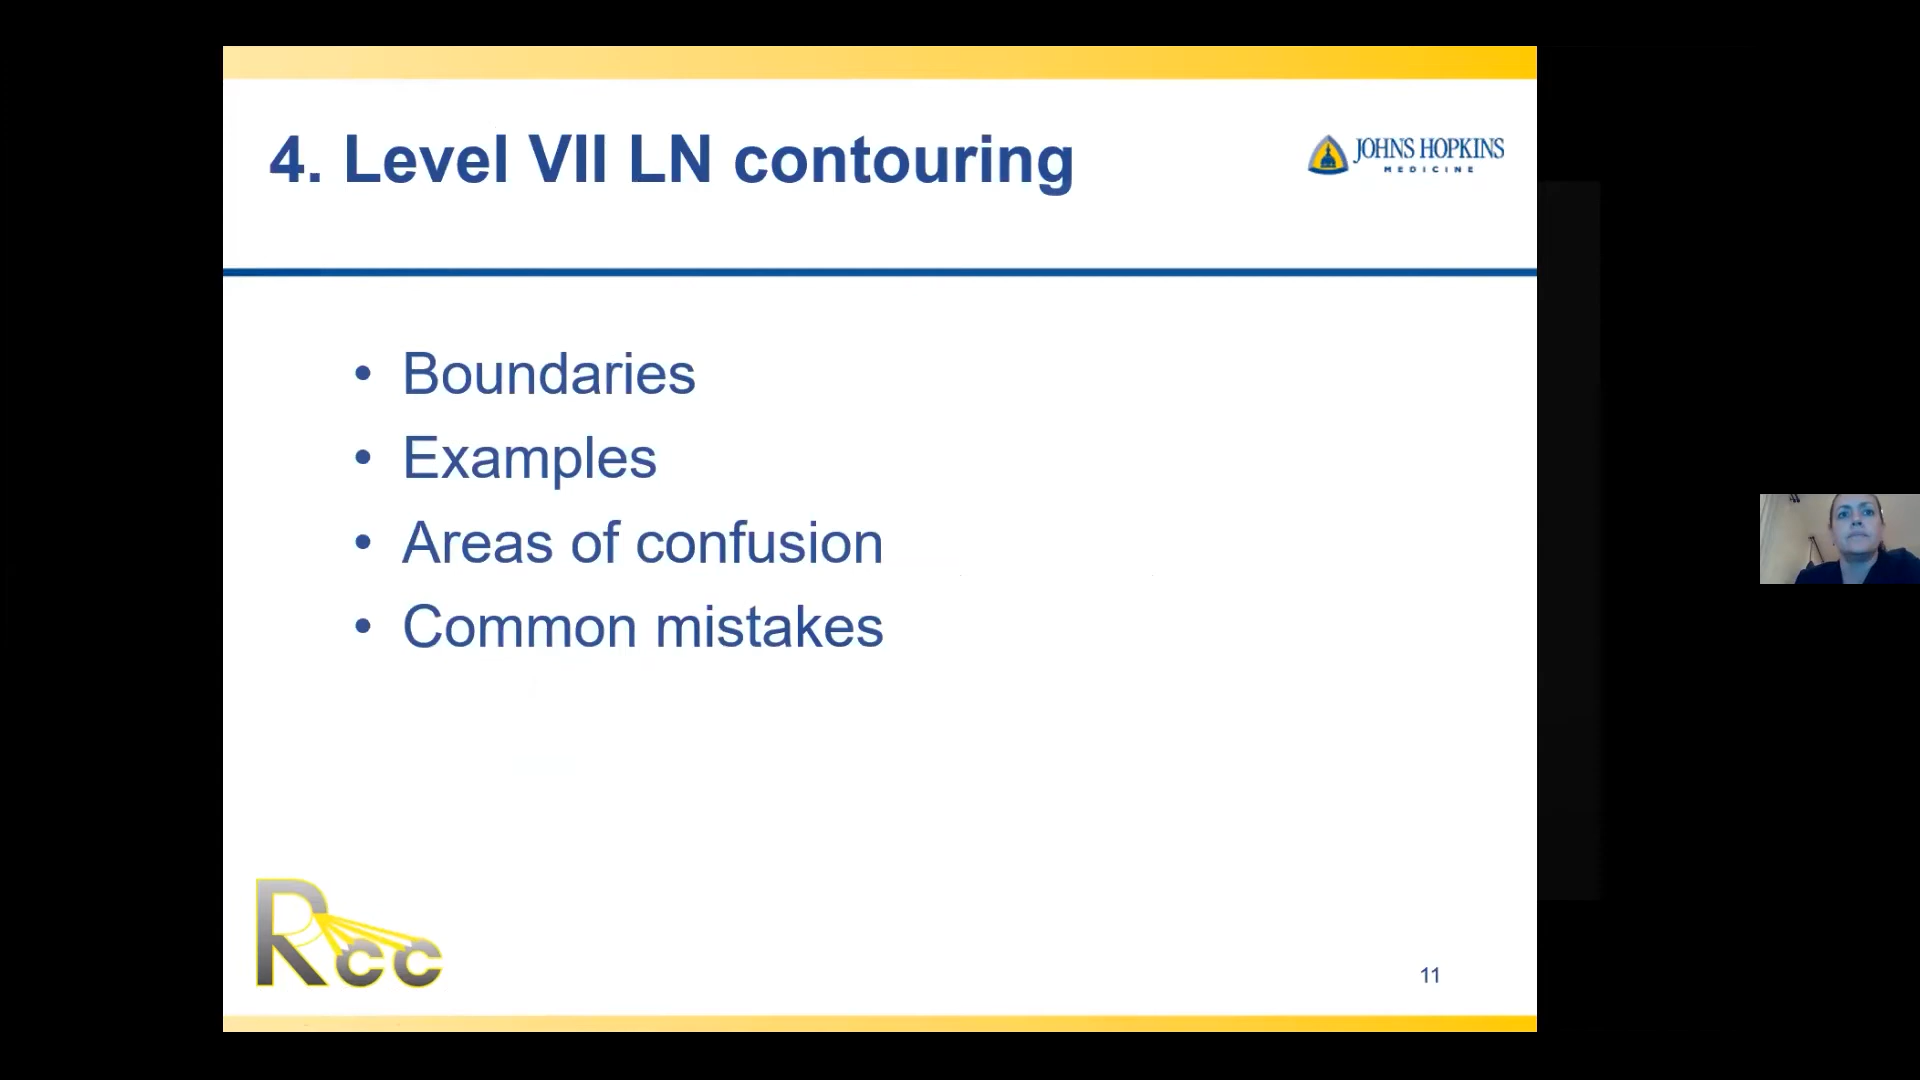 4. Level VII LN contouring
JOHNS HOPKINS
MEDICINE
• Boundaries
• Examples
• Areas of confusion
• Common mistakes
Rcc
11